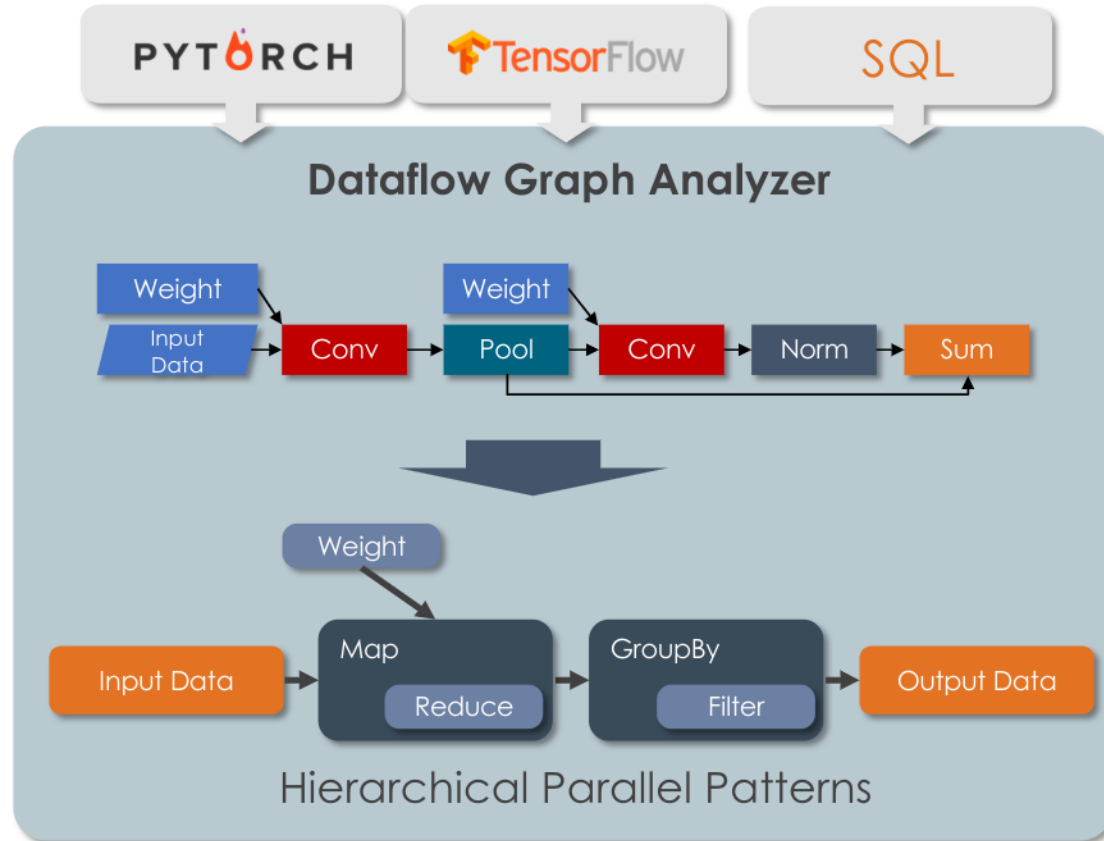 PYTORCH
TensorFlow
SQL
Dataflow Graph Analyzer
Weight
Weight
Input
Data
Conv
Pool
Conv
Norm
Sum
Weight
Map
GroupBy
Input Data
Reduce
Filter
Output Data
Hierarchical Parallel Patterns